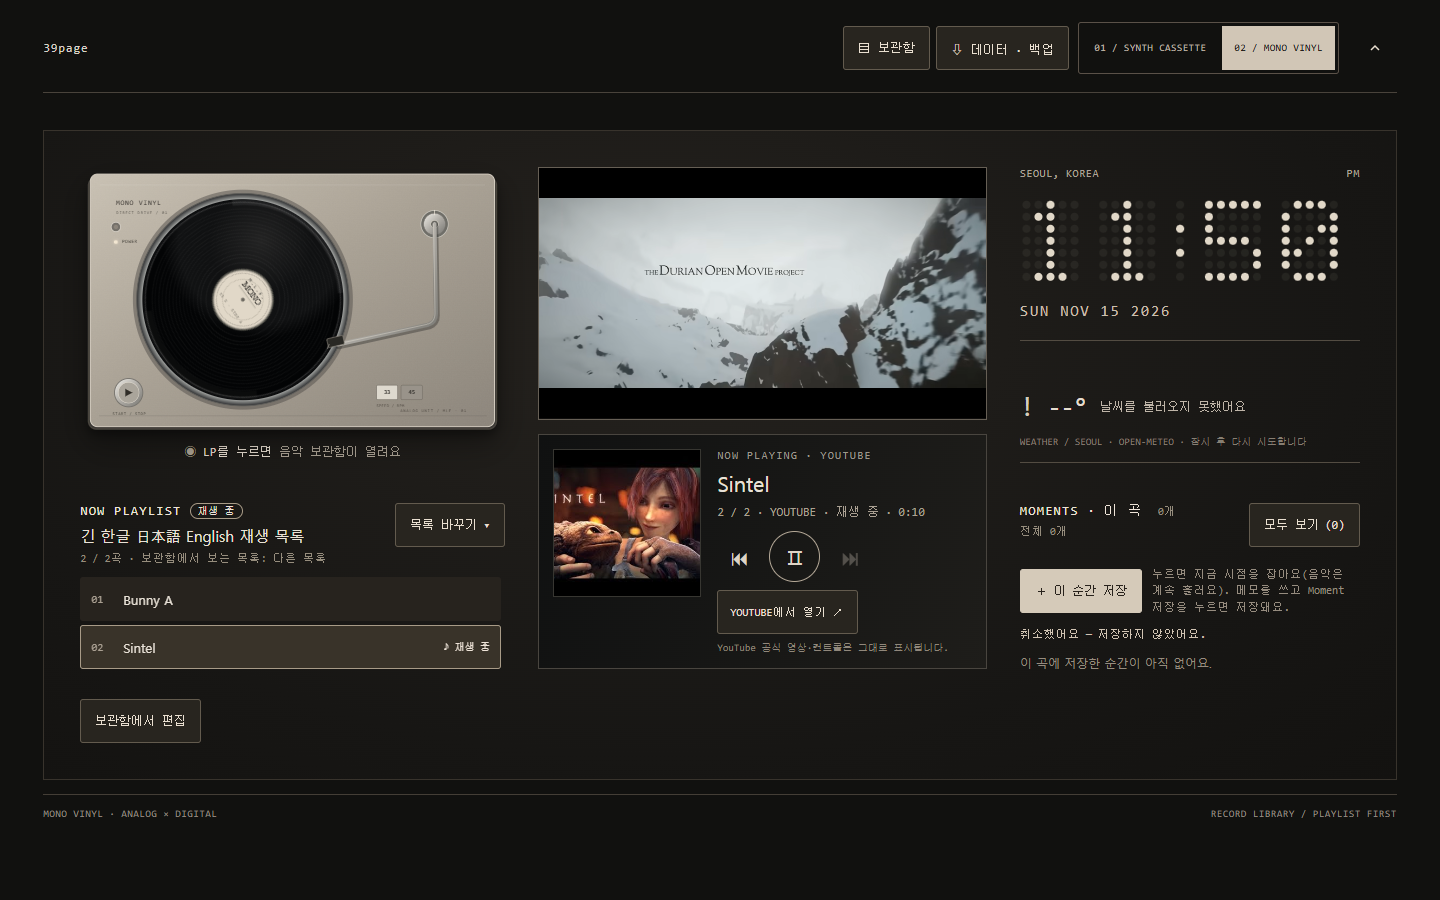 39page
보관함
데이터 · 백업
01 / SYNTH CASSETTE
02 / MONO VINYL
MONO VINYL
POWER
MONO
33 45
START / STOP
LP를 누르면 음악 보관함이 열려요
NOW PLAYLIST 재생 중
긴 한글 日本語 English 재생 목록
2 / 2곡 · 보관함에서 보는 목록: 다른 목록
목록 바꾸기 ▾
01 Bunny A
02 Sintel ♪ 재생 중
보관함에서 편집
THE DURIAN OPEN MOVIE PROJECT
SINTEL
NOW PLAYING · YOUTUBE
Sintel
2 / 2 · YOUTUBE · 재생 중 · 0:10
YOUTUBE에서 열기 ↗
YouTube 공식 영상·컨트롤은 그대로 표시됩니다.
SEOUL, KOREA PM
11:50
SUN NOV 15 2026
! --° 날씨를 불러오지 못했어요
WEATHER / SEOUL · OPEN-METEO · 잠시 후 다시 시도합니다
MOMENTS · 이 곡 0개
전체 0개
모두 보기 (0)
+ 이 순간 저장
누르면 지금 시점을 잡아요(음악은
계속 흘러요). 메모를 쓰고 Moment
저장을 누르면 저장돼요.
취소했어요 — 저장하지 않았어요.
이 곡에 저장한 순간이 아직 없어요.
MONO VINYL · ANALOG × DIGITAL
RECORD LIBRARY / PLAYLIST FIRST